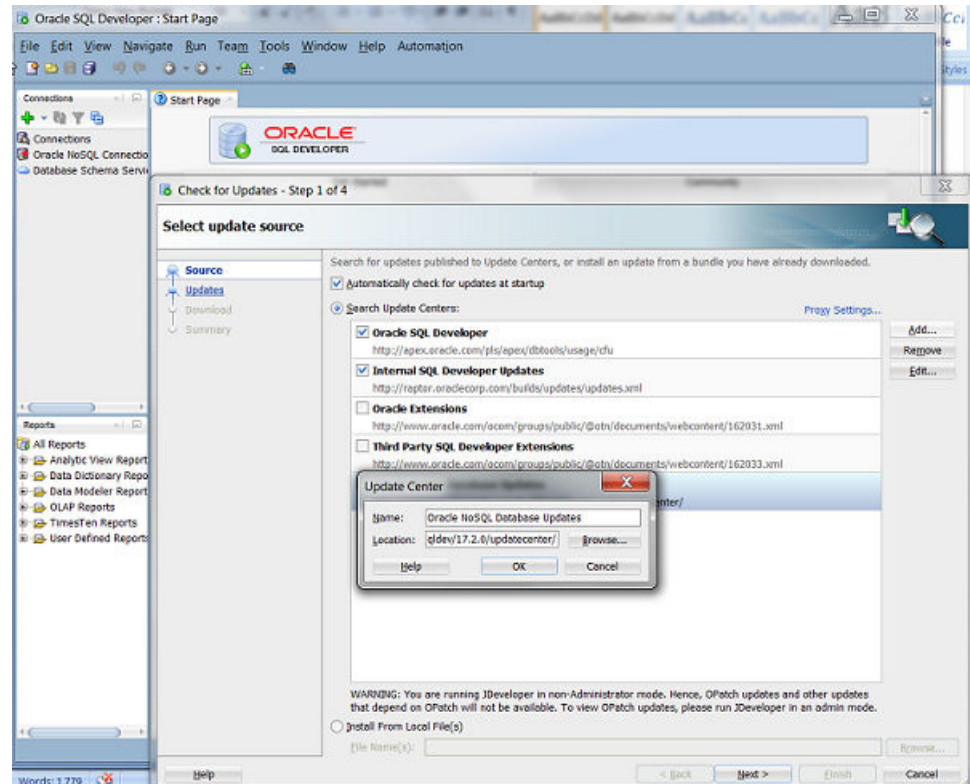 Oracle SQL Developer : Start Page
File Edit View Navigate Run Team Tools Window Help Automation
Connections
Start Page
Connections
Oracle NoSQL Connectio
Database Schema Servi
ORACLE
SQL DEVELOPER
Community
Check for Updates - Step 1 of 4
Select update source
Source
Updates
Download
Summary
Search for updates published to Update Centers, or install an update from a bundle you have already downloaded.
Automatically check for updates at startup
Search Update Centers:
Proxy Settings...
Oracle SQL Developer
http://apex.oracle.com/pls/apex/dbtools/usage/cfu
Internal SQL Developer Updates
http://raptor.oraclecorp.com/builds/updates/updates.xml
Oracle Extensions
http://www.oracle.com/ocom/groups/public/@otn/documents/webcontent/162031.xml
Third Party SQL Developer Extensions
http://www.oracle.com/ocom/groups/public/@otn/documents/webcontent/162033.xml
enter/
Add...
Remove
Edit...
Update Center
Name: Oracle NoSQL Database Updates
Location: qldev/17.2.0/updatecenter/ Browse...
Help OK Cancel
Reports
All Reports
Analytic View Report
Data Dictionary Repo
Data Modeler Report
OLAP Reports
TimesTen Reports
User Defined Reports
WARNING: You are running JDeveloper in non-Administrator mode. Hence, OPatch updates and other updates
that depend on OPatch will not be available. To view OPatch updates, please run JDeveloper in an admin mode.
Install From Local File(s)
File Name(s): Browse...
Help < Back Next > Finish Cancel
Words: 1,779
Styles